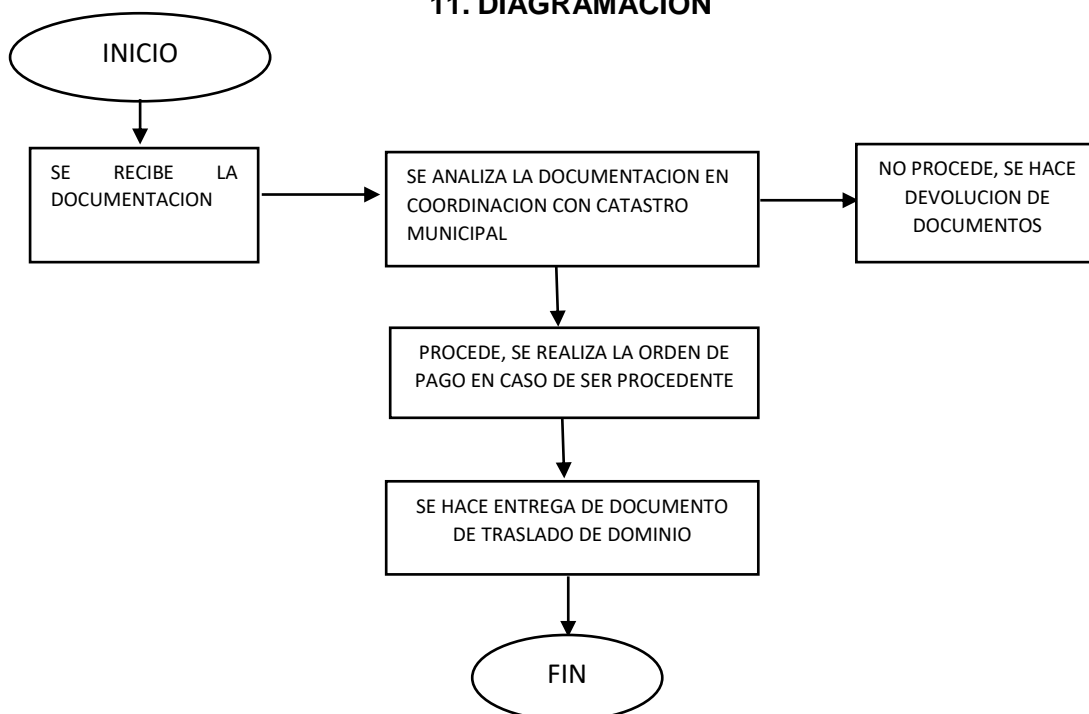 11. DIAGRAMACION
INICIO
SE RECIBE LA
DOCUMENTACION
SE ANALIZA LA DOCUMENTACION EN
COORDINACION CON CATASTRO
MUNICIPAL
NO PROCEDE, SE HACE
DEVOLUCION DE
DOCUMENTOS
PROCEDE, SE REALIZA LA ORDEN DE
PAGO EN CASO DE SER PROCEDENTE
SE HACE ENTREGA DE DOCUMENTO
DE TRASLADO DE DOMINIO
FIN